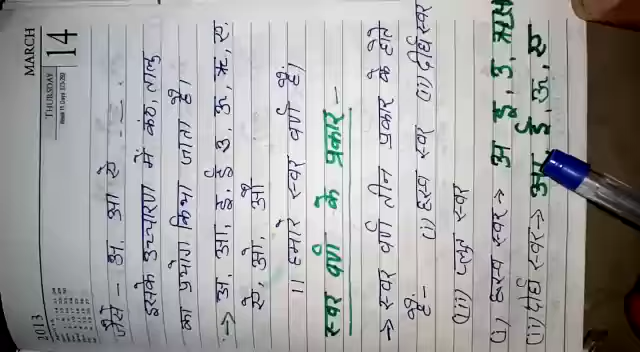 MARCH
14
THURSDAY
2013
जैसे - अ, आ ए - - .
इसके उच्चारण में कंठ, तालु
का प्रयोग किया जाता है।
→ अ, आ, इ, ई उ, ऊ, ऋ, ए,
ऐ, ओ, औ
11 हमारे स्वर वर्ण हैं।
स्वर वर्ण के प्रकार -
→ स्वर वर्ण तीन प्रकार के होते
हैं - (i) ह्रस्व स्वर (ii) दीर्घ स्वर
(iii) प्लुत स्वर
(i) ह्रस्व स्वर → अ इ, उ, ऋ
(ii) दीर्घ स्वर → आ, ई, ऊ, ए